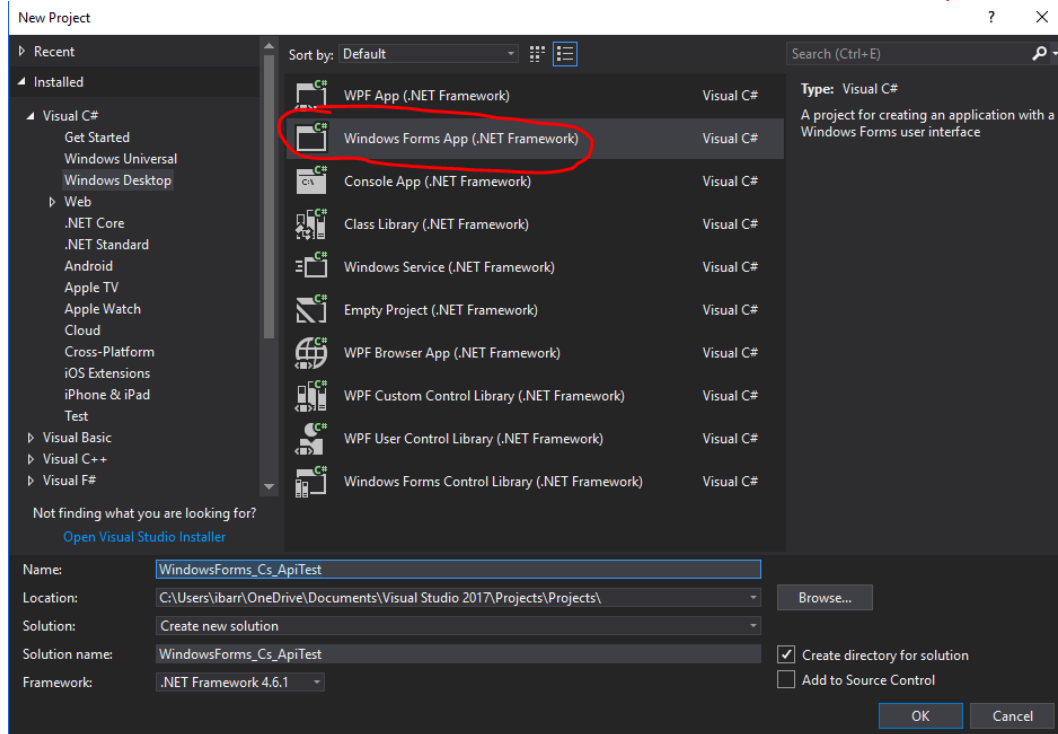 New Project
?
Recent
Installed
Visual C#
Get Started
Windows Universal
Windows Desktop
Web
.NET Core
.NET Standard
Android
Apple TV
Apple Watch
Cloud
Cross-Platform
iOS Extensions
iPhone & iPad
Test
Visual Basic
Visual C++
Visual F#
Not finding what you are looking for?
Open Visual Studio Installer
Sort by: Default
C# WPF App (.NET Framework) Visual C#
C# Windows Forms App (.NET Framework) Visual C#
C# C:\ Console App (.NET Framework) Visual C#
C# Class Library (.NET Framework) Visual C#
C# Windows Service (.NET Framework) Visual C#
C# Empty Project (.NET Framework) Visual C#
C# WPF Browser App (.NET Framework) Visual C#
C# WPF Custom Control Library (.NET Framework) Visual C#
C# WPF User Control Library (.NET Framework) Visual C#
C# Windows Forms Control Library (.NET Framework) Visual C#
Search (Ctrl+E)
Type: Visual C#
A project for creating an application with a
Windows Forms user interface
Name: WindowsForms_Cs_ApiTest
Location: C:\Users\ibarr\OneDrive\Documents\Visual Studio 2017\Projects\Projects\ Browse...
Solution: Create new solution
Solution name: WindowsForms_Cs_ApiTest Create directory for solution
Framework: .NET Framework 4.6.1 Add to Source Control
OK Cancel